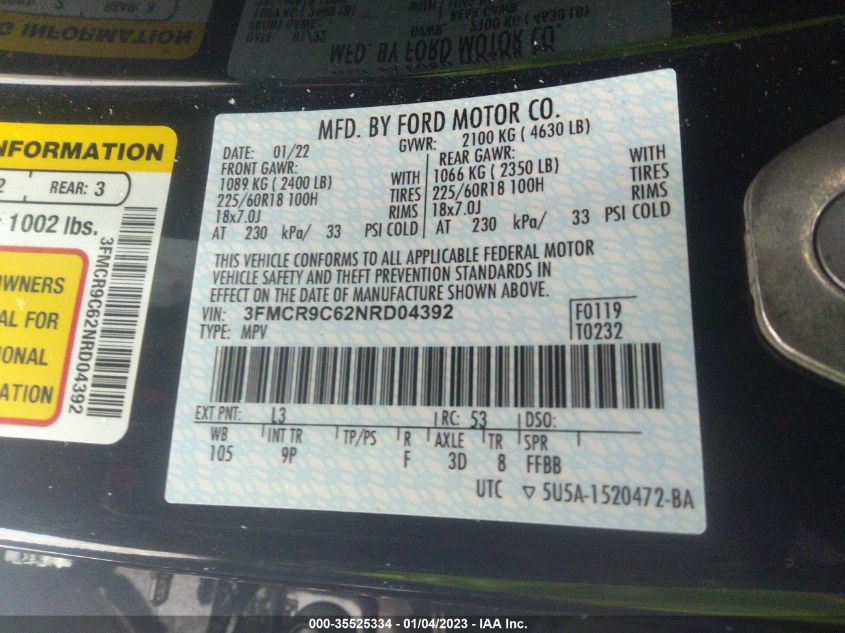 MFD. BY FORD MOTOR CO.
DATE: 01/22 GVWR: 2100 KG ( 4630 LB)
FRONT GAWR: REAR GAWR:
1089 KG ( 2400 LB) WITH 1066 KG ( 2350 LB) WITH
225/60R18 100H TIRES 225/60R18 100H TIRES
18x7.0J RIMS 18x7.0J RIMS
AT 230 kPa/ 33 PSI COLD AT 230 kPa/ 33 PSI COLD
THIS VEHICLE CONFORMS TO ALL APPLICABLE FEDERAL MOTOR
VEHICLE SAFETY AND THEFT PREVENTION STANDARDS IN
EFFECT ON THE DATE OF MANUFACTURE SHOWN ABOVE.
VIN: 3FMCR9C62NRD04392 F0119
TYPE: MPV T0232
EXT PNT: L3 RC: 53 DSO:
WB INT TR TP/PS R AXLE TR SPR
105 9P F 3D 8 FFBB
UTC ▽ 5U5A-1520472-BA
INFORMATION
2 REAR: 3
1002 lbs.
OWNERS
FOR
3FMCR9C62NRD04392
000-35525334 - 01/04/2023 - IAA Inc.